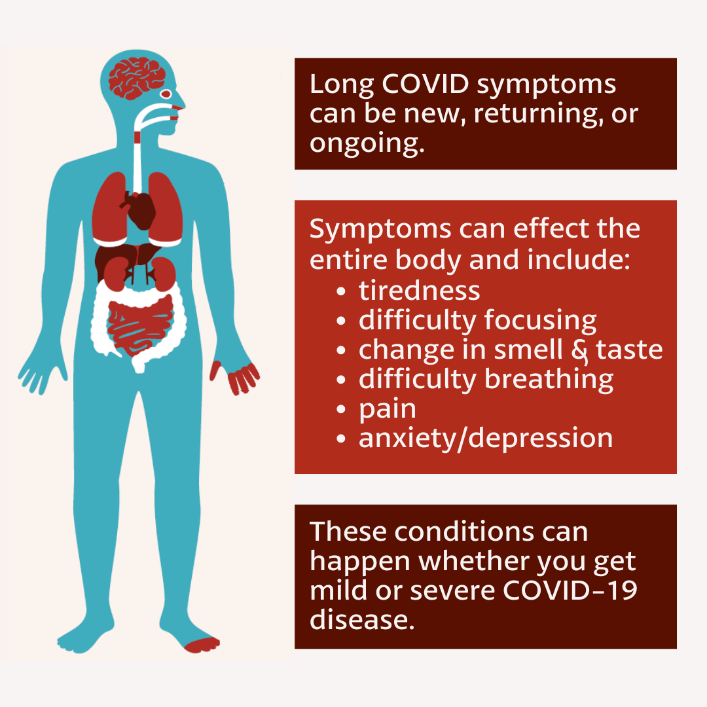 Long COVID symptoms
can be new, returning, or
ongoing.
Symptoms can effect the
entire body and include:
• tiredness
• difficulty focusing
• change in smell & taste
• difficulty breathing
• pain
• anxiety/depression
These conditions can
happen whether you get
mild or severe COVID-19
disease.